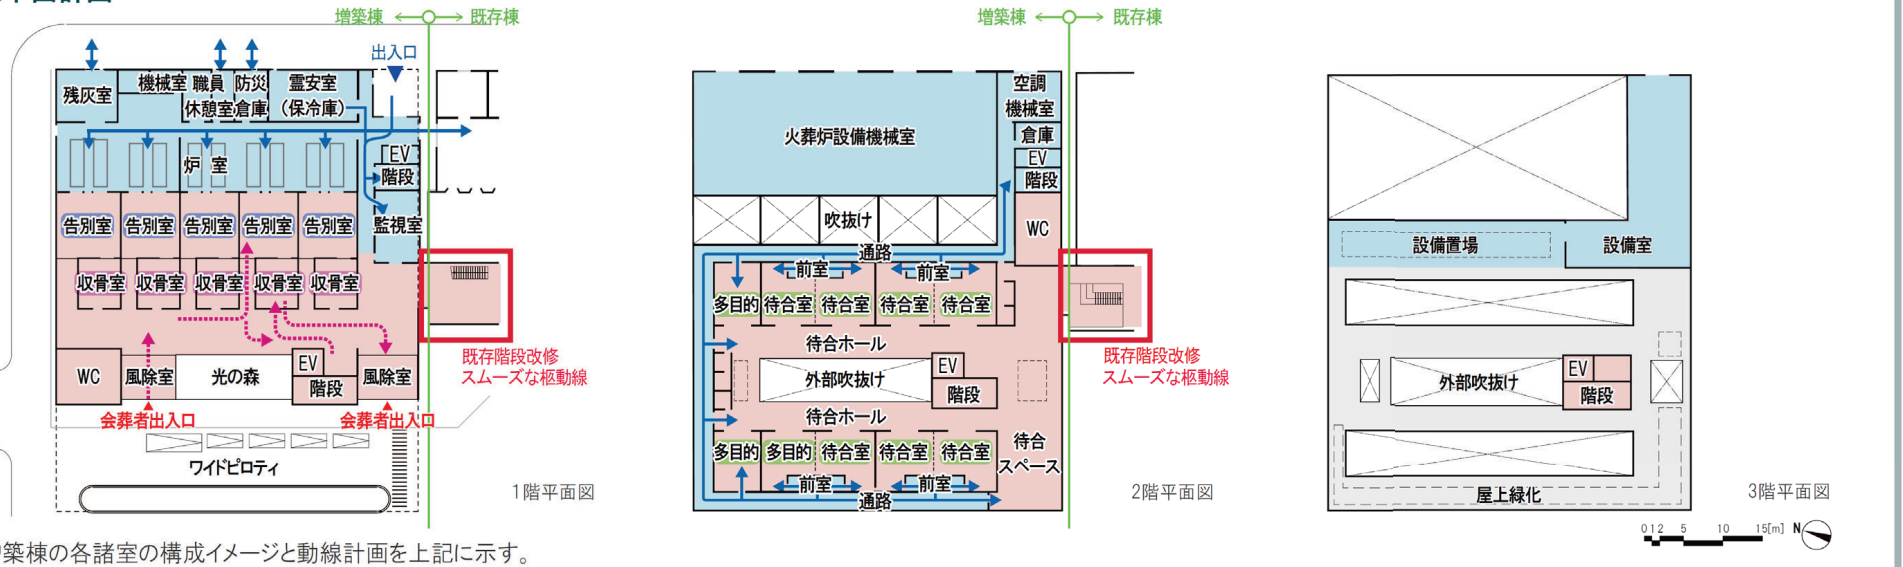 増築棟 既存棟
出入口
残灰室
機械室
職員
休憩室
防災
倉庫
霊安室
(保冷庫)
炉室
EV
階段
告別室 告別室 告別室 告別室 告別室
監視室
収骨室 収骨室 収骨室 収骨室 収骨室
WC
風除室
光の森
EV
階段
風除室
会葬者出入口
会葬者出入口
ワイドピロティ
既存階段改修
スムーズな柩動線
1階平面図
増築棟 既存棟
火葬炉設備機械室
空調
機械室
倉庫
EV
階段
吹抜け
WC
通路
前室 前室
多目的 待合室 待合室 待合室 待合室
待合ホール
外部吹抜け
EV
階段
待合ホール
多目的 多目的 待合室 待合室 待合室
待合
スペース
前室 前室
通路
既存階段改修
スムーズな柩動線
2階平面図
設備置場
設備室
外部吹抜け
EV
階段
屋上緑化
3階平面図
0 1 2 5 10 15[m] N
築棟の各諸室の構成イメージと動線計画を上記に示す。